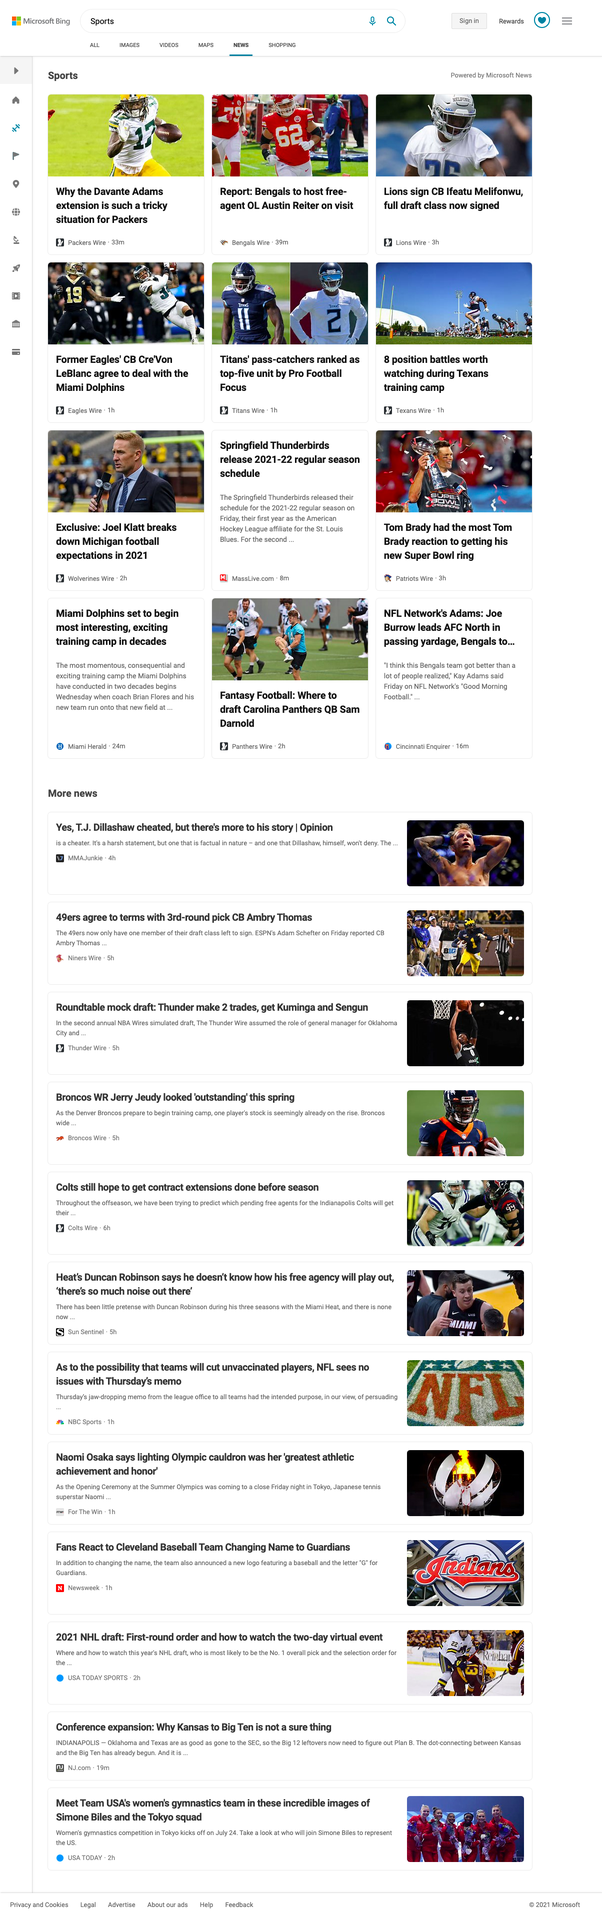 Microsoft Bing
Sports
Sign in
Rewards
ALL
IMAGES
VIDEOS
MAPS
NEWS
SHOPPING
Sports
Powered by Microsoft News
Why the Davante Adams
extension is such a tricky
situation for Packers
Packers Wire · 33m
Report: Bengals to host free-
agent OL Austin Reiter on visit
Bengals Wire · 39m
Lions sign CB Ifeatu Melifonwu,
full draft class now signed
Lions Wire · 3h
Former Eagles' CB Cre'Von
LeBlanc agree to deal with the
Miami Dolphins
Eagles Wire · 1h
Titans' pass-catchers ranked as
top-five unit by Pro Football
Focus
Titans Wire · 1h
8 position battles worth
watching during Texans
training camp
Texans Wire · 1h
Exclusive: Joel Klatt breaks
down Michigan football
expectations in 2021
Wolverines Wire · 2h
Springfield Thunderbirds
release 2021-22 regular season
schedule
The Springfield Thunderbirds released their
schedule for the 2021-22 regular season on
Friday, their first year as the American
Hockey League affiliate for the St. Louis
Blues. For the second ...
MassLive.com · 8m
Tom Brady had the most Tom
Brady reaction to getting his
new Super Bowl ring
Patriots Wire · 3h
Miami Dolphins set to begin
most interesting, exciting
training camp in decades
The most momentous, consequential and
exciting training camp the Miami Dolphins
have conducted in two decades begins
Wednesday when coach Brian Flores and his
new team run onto that new field at ...
Miami Herald · 24m
Fantasy Football: Where to
draft Carolina Panthers QB Sam
Darnold
Panthers Wire · 2h
NFL Network's Adams: Joe
Burrow leads AFC North in
passing yardage, Bengals to...
"I think this Bengals team got better than a
lot of people realized," Kay Adams said
Friday on NFL Network's "Good Morning
Football." ...
Cincinnati Enquirer · 16m
More news
Yes, T.J. Dillashaw cheated, but there's more to his story | Opinion
is a cheater. It's a harsh statement, but one that is factual in nature – and one that Dillashaw, himself, won't deny. The ...
MMAJunkie · 4h
49ers agree to terms with 3rd-round pick CB Ambry Thomas
The 49ers now only have one member of their draft class left to sign. ESPN's Adam Schefter on Friday reported CB
Ambry Thomas ...
Niners Wire · 5h
Roundtable mock draft: Thunder make 2 trades, get Kuminga and Sengun
In the second annual NBA Wires simulated draft, The Thunder Wire assumed the role of general manager for Oklahoma
City and ...
Thunder Wire · 5h
Broncos WR Jerry Jeudy looked 'outstanding' this spring
As the Denver Broncos prepare to begin training camp, one player's stock is seemingly already on the rise. Broncos
wide ...
Broncos Wire · 5h
Colts still hope to get contract extensions done before season
Throughout the offseason, we have been trying to predict which pending free agents for the Indianapolis Colts will get
their ...
Colts Wire · 6h
Heat's Duncan Robinson says he doesn't know how his free agency will play out,
'there's so much noise out there'
There has been little pretense with Duncan Robinson during his three seasons with the Miami Heat, and there is none
now ...
Sun Sentinel · 5h
MIAMI
As to the possibility that teams will cut unvaccinated players, NFL sees no
issues with Thursday's memo
Thursday's jaw-dropping memo from the league office to all teams had the intended purpose, in our view, of persuading
...
NBC Sports · 1h
NFL
Naomi Osaka says lighting Olympic cauldron was her 'greatest athletic
achievement and honor'
As the Opening Ceremony at the Summer Olympics was coming to a close Friday night in Tokyo, Japanese tennis
superstar Naomi ...
For The Win · 1h
Fans React to Cleveland Baseball Team Changing Name to Guardians
In addition to changing the name, the team also announced a new logo featuring a baseball and the letter "G" for
Guardians.
Newsweek · 1h
Indians
2021 NHL draft: First-round order and how to watch the two-day virtual event
Where and how to watch this year's NHL draft, who is most likely to be the No. 1 overall pick and the selection order for
the ...
USA TODAY SPORTS · 2h
Conference expansion: Why Kansas to Big Ten is not a sure thing
INDIANAPOLIS — Oklahoma and Texas are as good as gone to the SEC, so the Big 12 leftovers now need to figure out Plan B. The dot-connecting between Kansas
and the Big Ten has already begun. And it is ...
NJ.com · 19m
Meet Team USA's women's gymnastics team in these incredible images of
Simone Biles and the Tokyo squad
Women's gymnastics competition in Tokyo kicks off on July 24. Take a look at who will join Simone Biles to represent
the US.
USA TODAY · 2h
Privacy and Cookies
Legal
Advertise
About our ads
Help
Feedback
© 2021 Microsoft